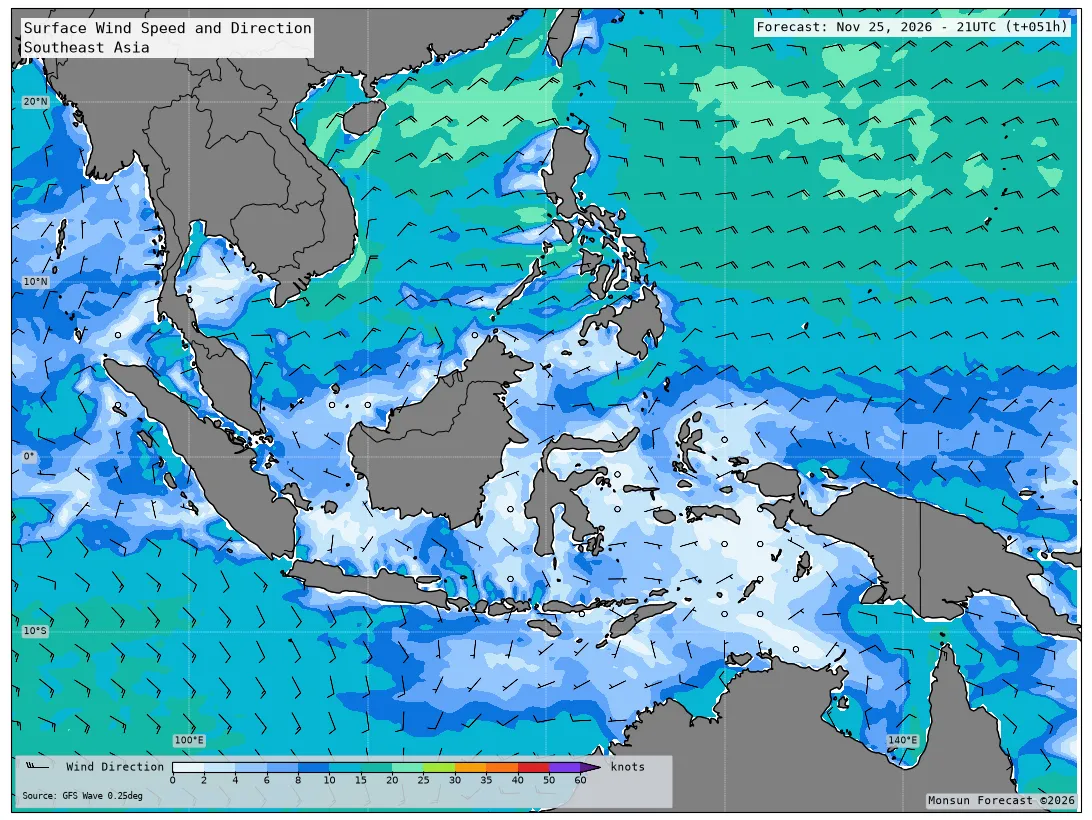 Surface Wind Speed and Direction
Southeast Asia
Forecast: Nov 25, 2026 - 21UTC (t+051h)
20°N
10°N
0°
10°S
100°E
140°E
Wind Direction
0 2 4 6 8 10 15 20 25 30 35 40 50 60
knots
Source: GFS Wave 0.25deg
Monsun Forecast ©2026